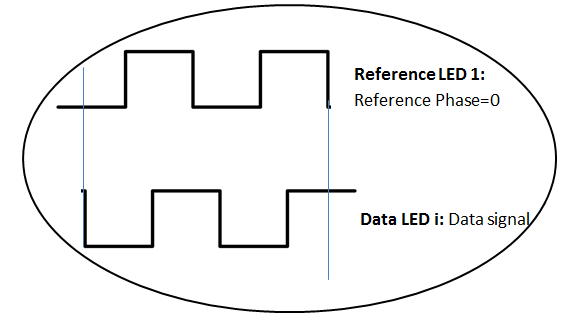 Reference LED 1:
Reference Phase=0
Data LED i: Data signal